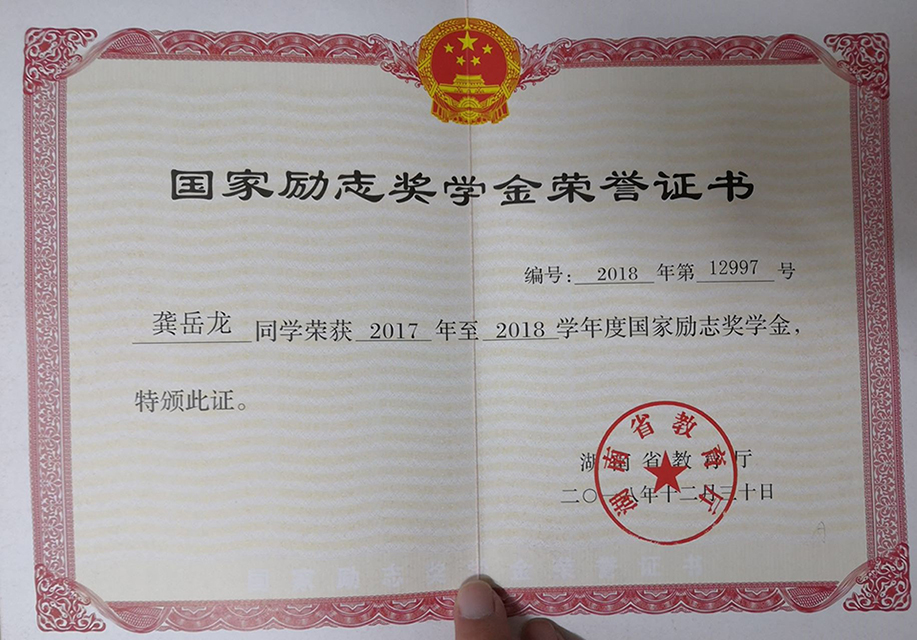 国家励志奖学金荣誉证书
编号：2018 年第 12997 号
龚岳龙 同学荣获 2017 年至 2018 学年度国家励志奖学金，
特颁此证。
湖南省教育厅
二〇一八年十二月三十日
湖南省教育厅
国家励志奖学金荣誉证书